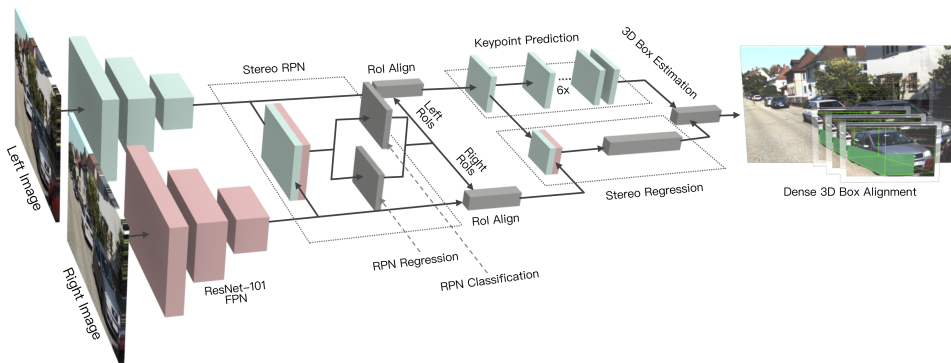 Left Image
Right Image
ResNet-101
FPN
Stereo RPN
RoI Align
Left
RoIs
Right
RoIs
RoI Align
RPN Regression
RPN Classification
Keypoint Prediction
6x
3D Box Estimation
Stereo Regression
Dense 3D Box Alignment